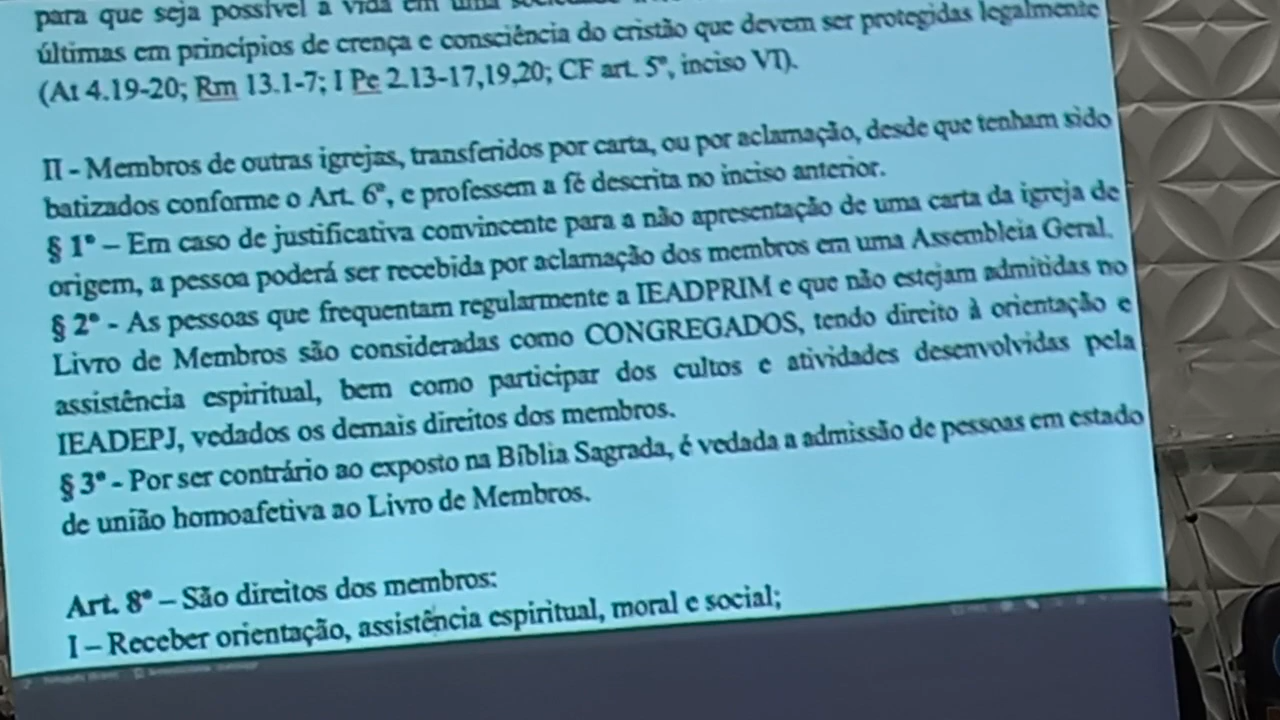 para que seja possível a vida em uma
últimas em princípios de crença e consciência do cristão que devem ser protegidas legalmente
(At 4.19-20; Rm 13.1-7; I Pe 2.13-17,19,20; CF art. 5º, inciso VI).
II - Membros de outras igrejas, transferidos por carta, ou por aclamação, desde que tenham sido
batizados conforme o Art. 6º, e professem a fé descrita no inciso anterior.
§ 1º – Em caso de justificativa convincente para a não apresentação de uma carta da igreja de
origem, a pessoa poderá ser recebida por aclamação dos membros em uma Assembleia Geral.
§ 2º - As pessoas que frequentam regularmente a IEADPRIM e que não estejam admitidas no
Livro de Membros são consideradas como CONGREGADOS, tendo direito à orientação e
assistência espiritual, bem como participar dos cultos e atividades desenvolvidas pela
IEADEPJ, vedados os demais direitos dos membros.
§ 3º - Por ser contrário ao exposto na Bíblia Sagrada, é vedada a admissão de pessoas em estado
de união homoafetiva ao Livro de Membros.
Art. 8º – São direitos dos membros:
I – Receber orientação, assistência espiritual, moral e social;